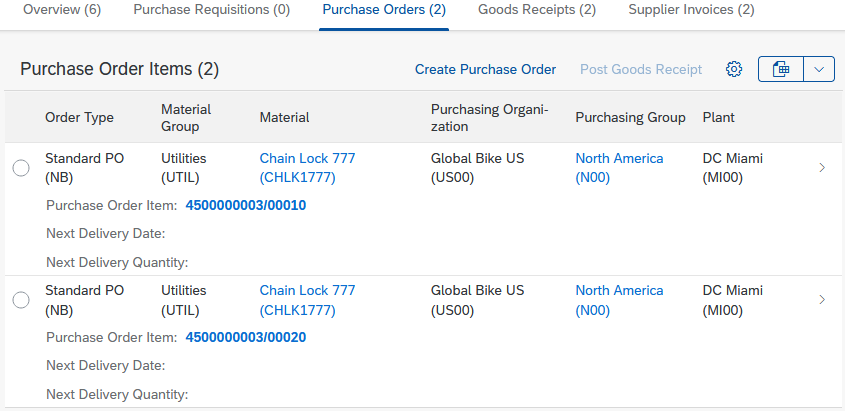 Overview (6) Purchase Requisitions (0) Purchase Orders (2) Goods Receipts (2) Supplier Invoices (2)
Purchase Order Items (2) Create Purchase Order Post Goods Receipt
Order Type Material Group Material Purchasing Organi-zation Purchasing Group Plant
Standard PO Utilities Chain Lock 777 Global Bike US North America DC Miami
(NB) (UTIL) (CHLK1777) (US00) (N00) (MI00)
Purchase Order Item: 4500000003/00010
Next Delivery Date:
Next Delivery Quantity:
Standard PO Utilities Chain Lock 777 Global Bike US North America DC Miami
(NB) (UTIL) (CHLK1777) (US00) (N00) (MI00)
Purchase Order Item: 4500000003/00020
Next Delivery Date:
Next Delivery Quantity: